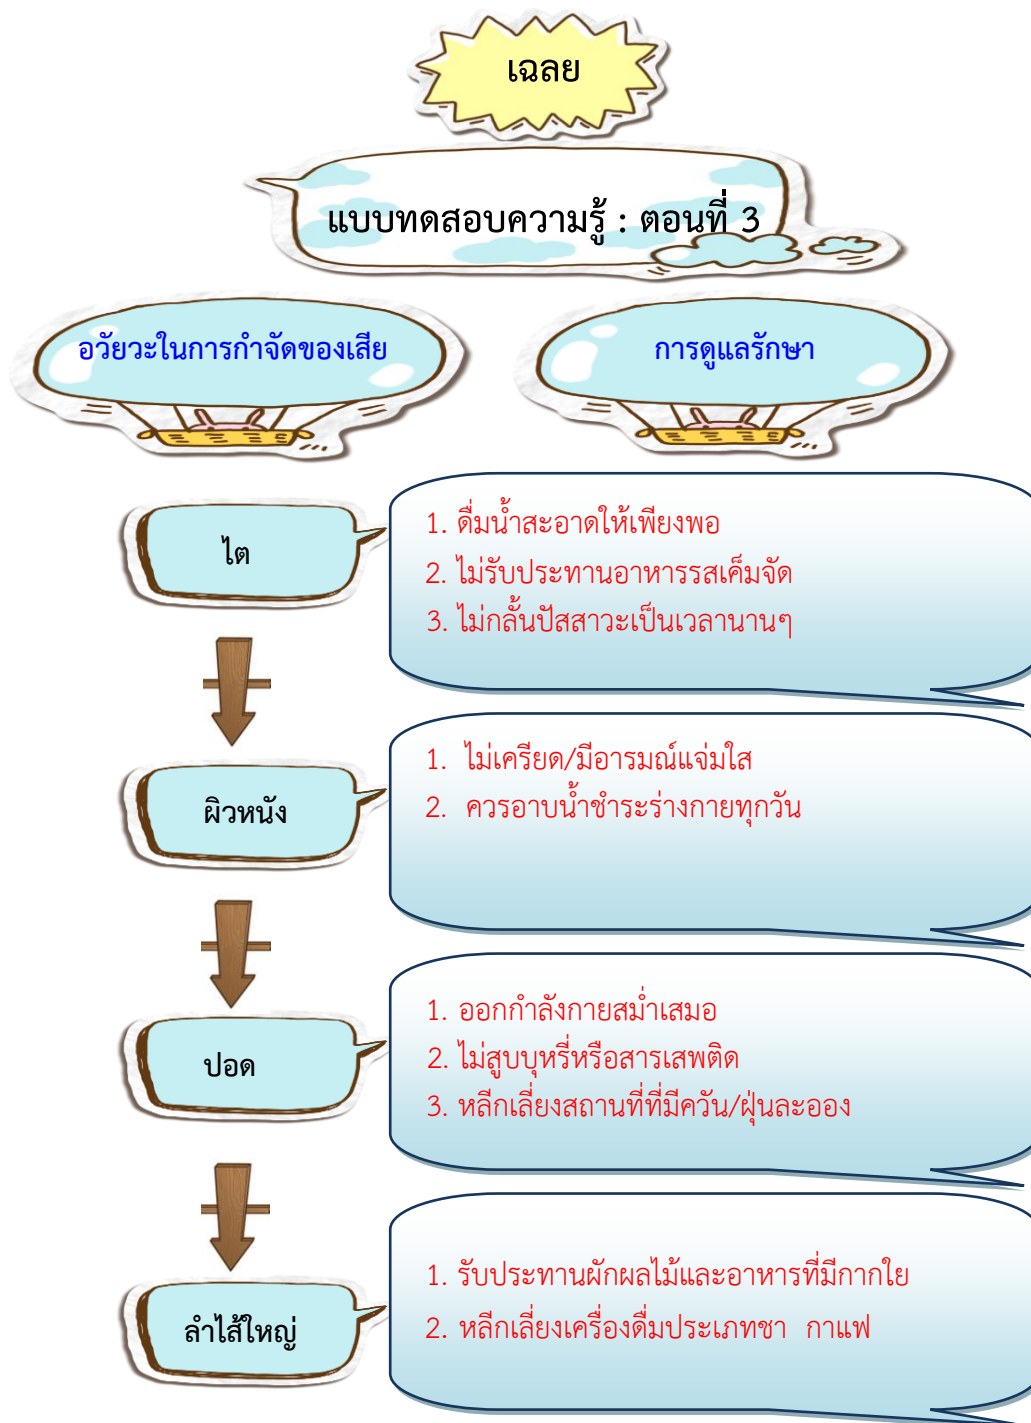 เฉลย
แบบทดสอบความรู้ : ตอนที่ 3
อวัยวะในการกำจัดของเสีย
การดูแลรักษา
ไต
1. ดื่มน้ำสะอาดให้เพียงพอ
2. ไม่รับประทานอาหารรสเค็มจัด
3. ไม่กลั้นปัสสาวะเป็นเวลานานๆ
ผิวหนัง
1. ไม่เครียด/มีอารมณ์แจ่มใส
2. ควรอาบน้ำชำระร่างกายทุกวัน
ปอด
1. ออกกำลังกายสม่ำเสมอ
2. ไม่สูบบุหรี่หรือสารเสพติด
3. หลีกเลี่ยงสถานที่ที่มีควัน/ฝุ่นละออง
ลำไส้ใหญ่
1. รับประทานผักผลไม้และอาหารที่มีกากใย
2. หลีกเลี่ยงเครื่องดื่มประเภทชา กาแฟ